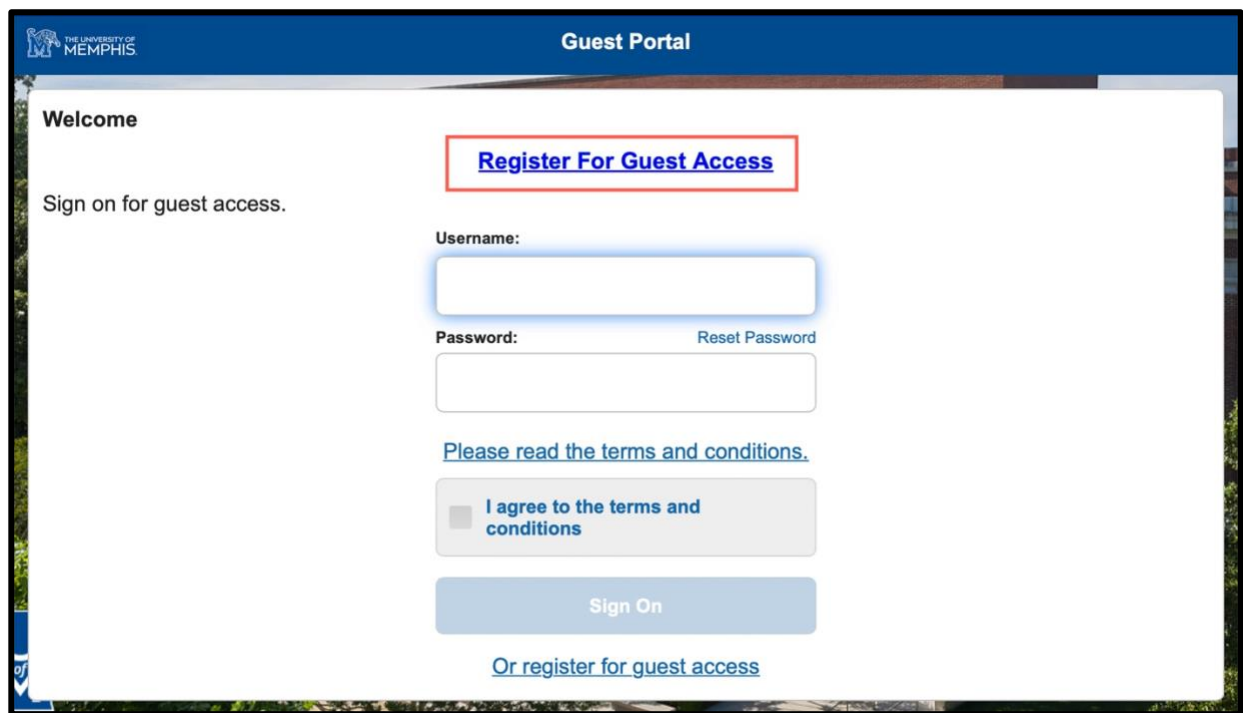 THE UNIVERSITY OF
MEMPHIS.
Guest Portal
Welcome
Register For Guest Access
Sign on for guest access.
Username:
Password:
Reset Password
Please read the terms and conditions.
I agree to the terms and
conditions
Sign On
of
Or register for guest access